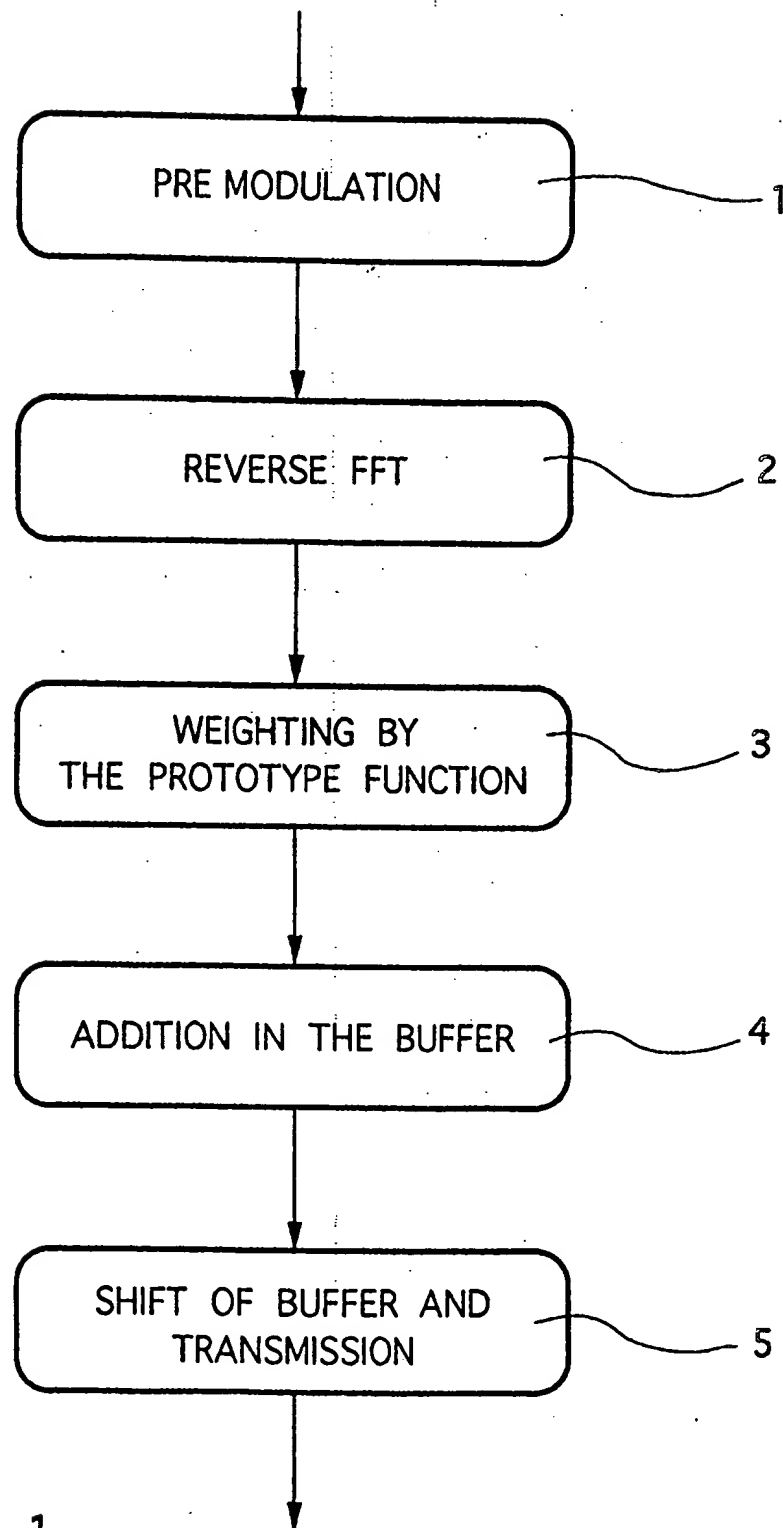 PRE MODULATION
1
REVERSE FFT
2
WEIGHTING BY
THE PROTOTYPE FUNCTION
3
ADDITION IN THE BUFFER
4
SHIFT OF BUFFER AND
TRANSMISSION
5
1